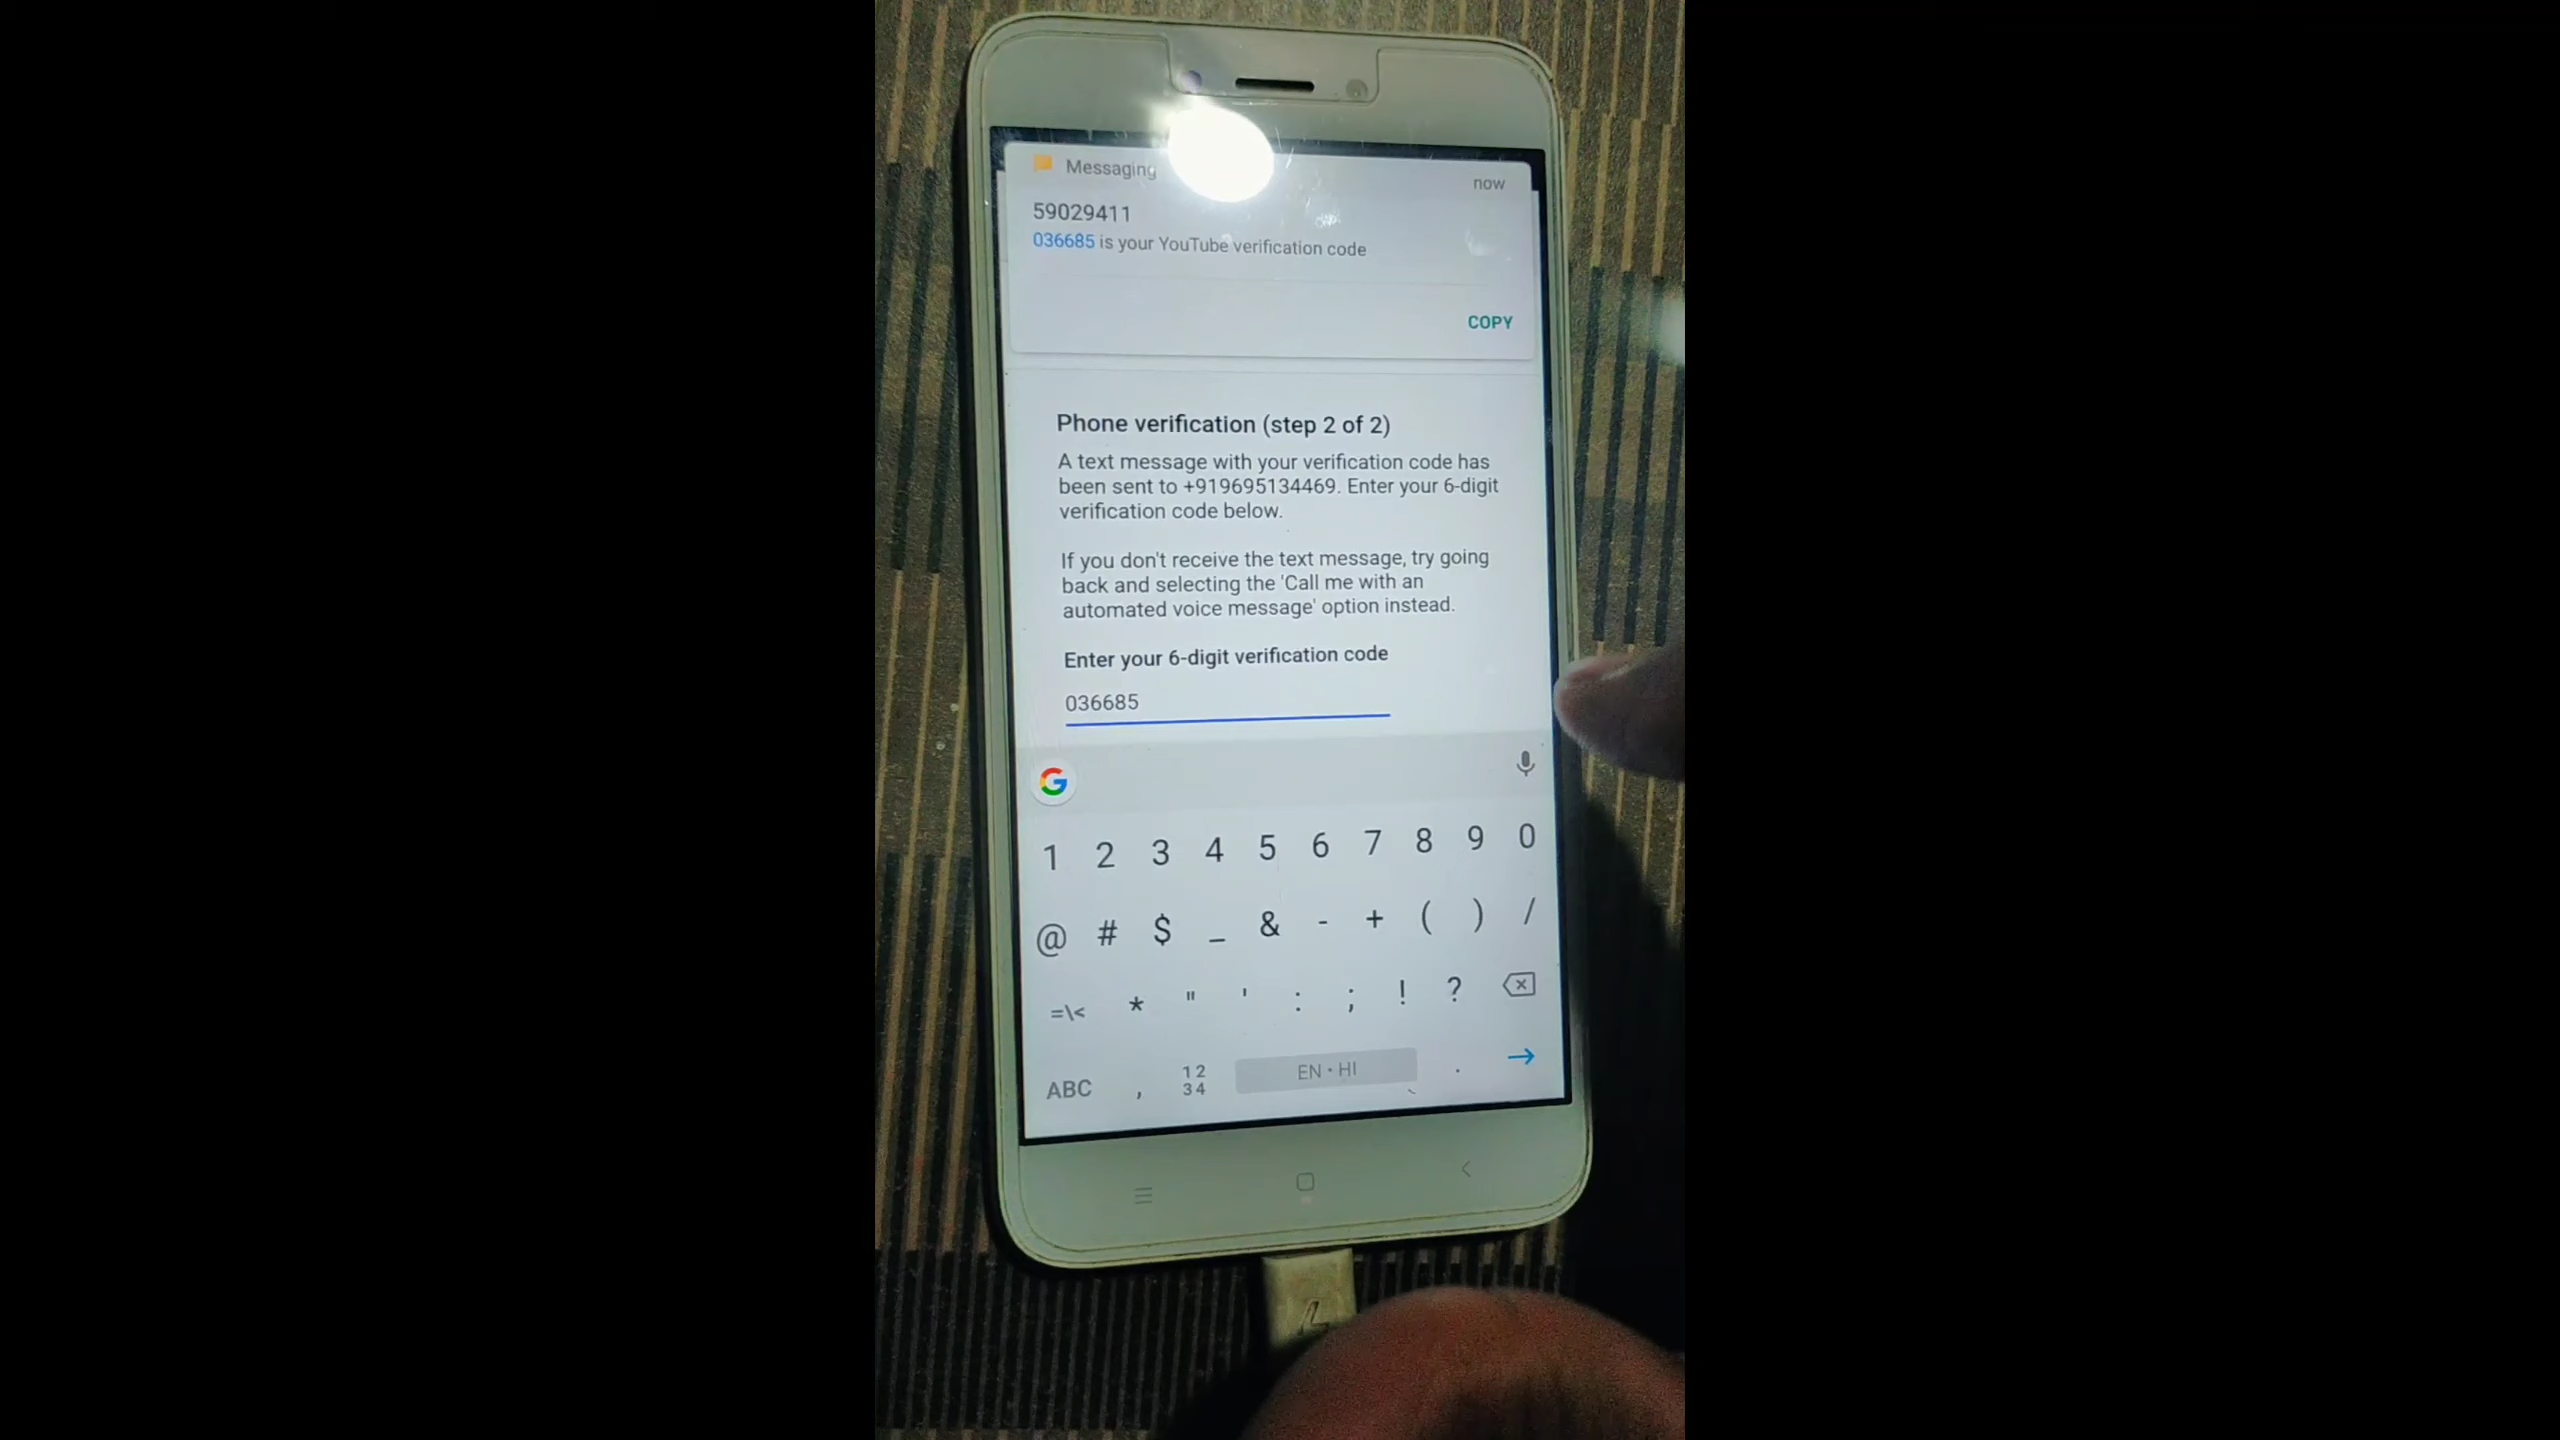 Messaging
now
59029411
036685 is your YouTube verification code
COPY
Phone verification (step 2 of 2)
A text message with your verification code has
been sent to +919695134469. Enter your 6-digit
verification code below.
If you don't receive the text message, try going
back and selecting the 'Call me with an
automated voice message' option instead.
Enter your 6-digit verification code
036685
G
1 2 3 4 5 6 7 8 9 0
@ # $ _ & - + ( ) /
=\< * " ' : ; ! ?
ABC , 12 34 EN • HI .